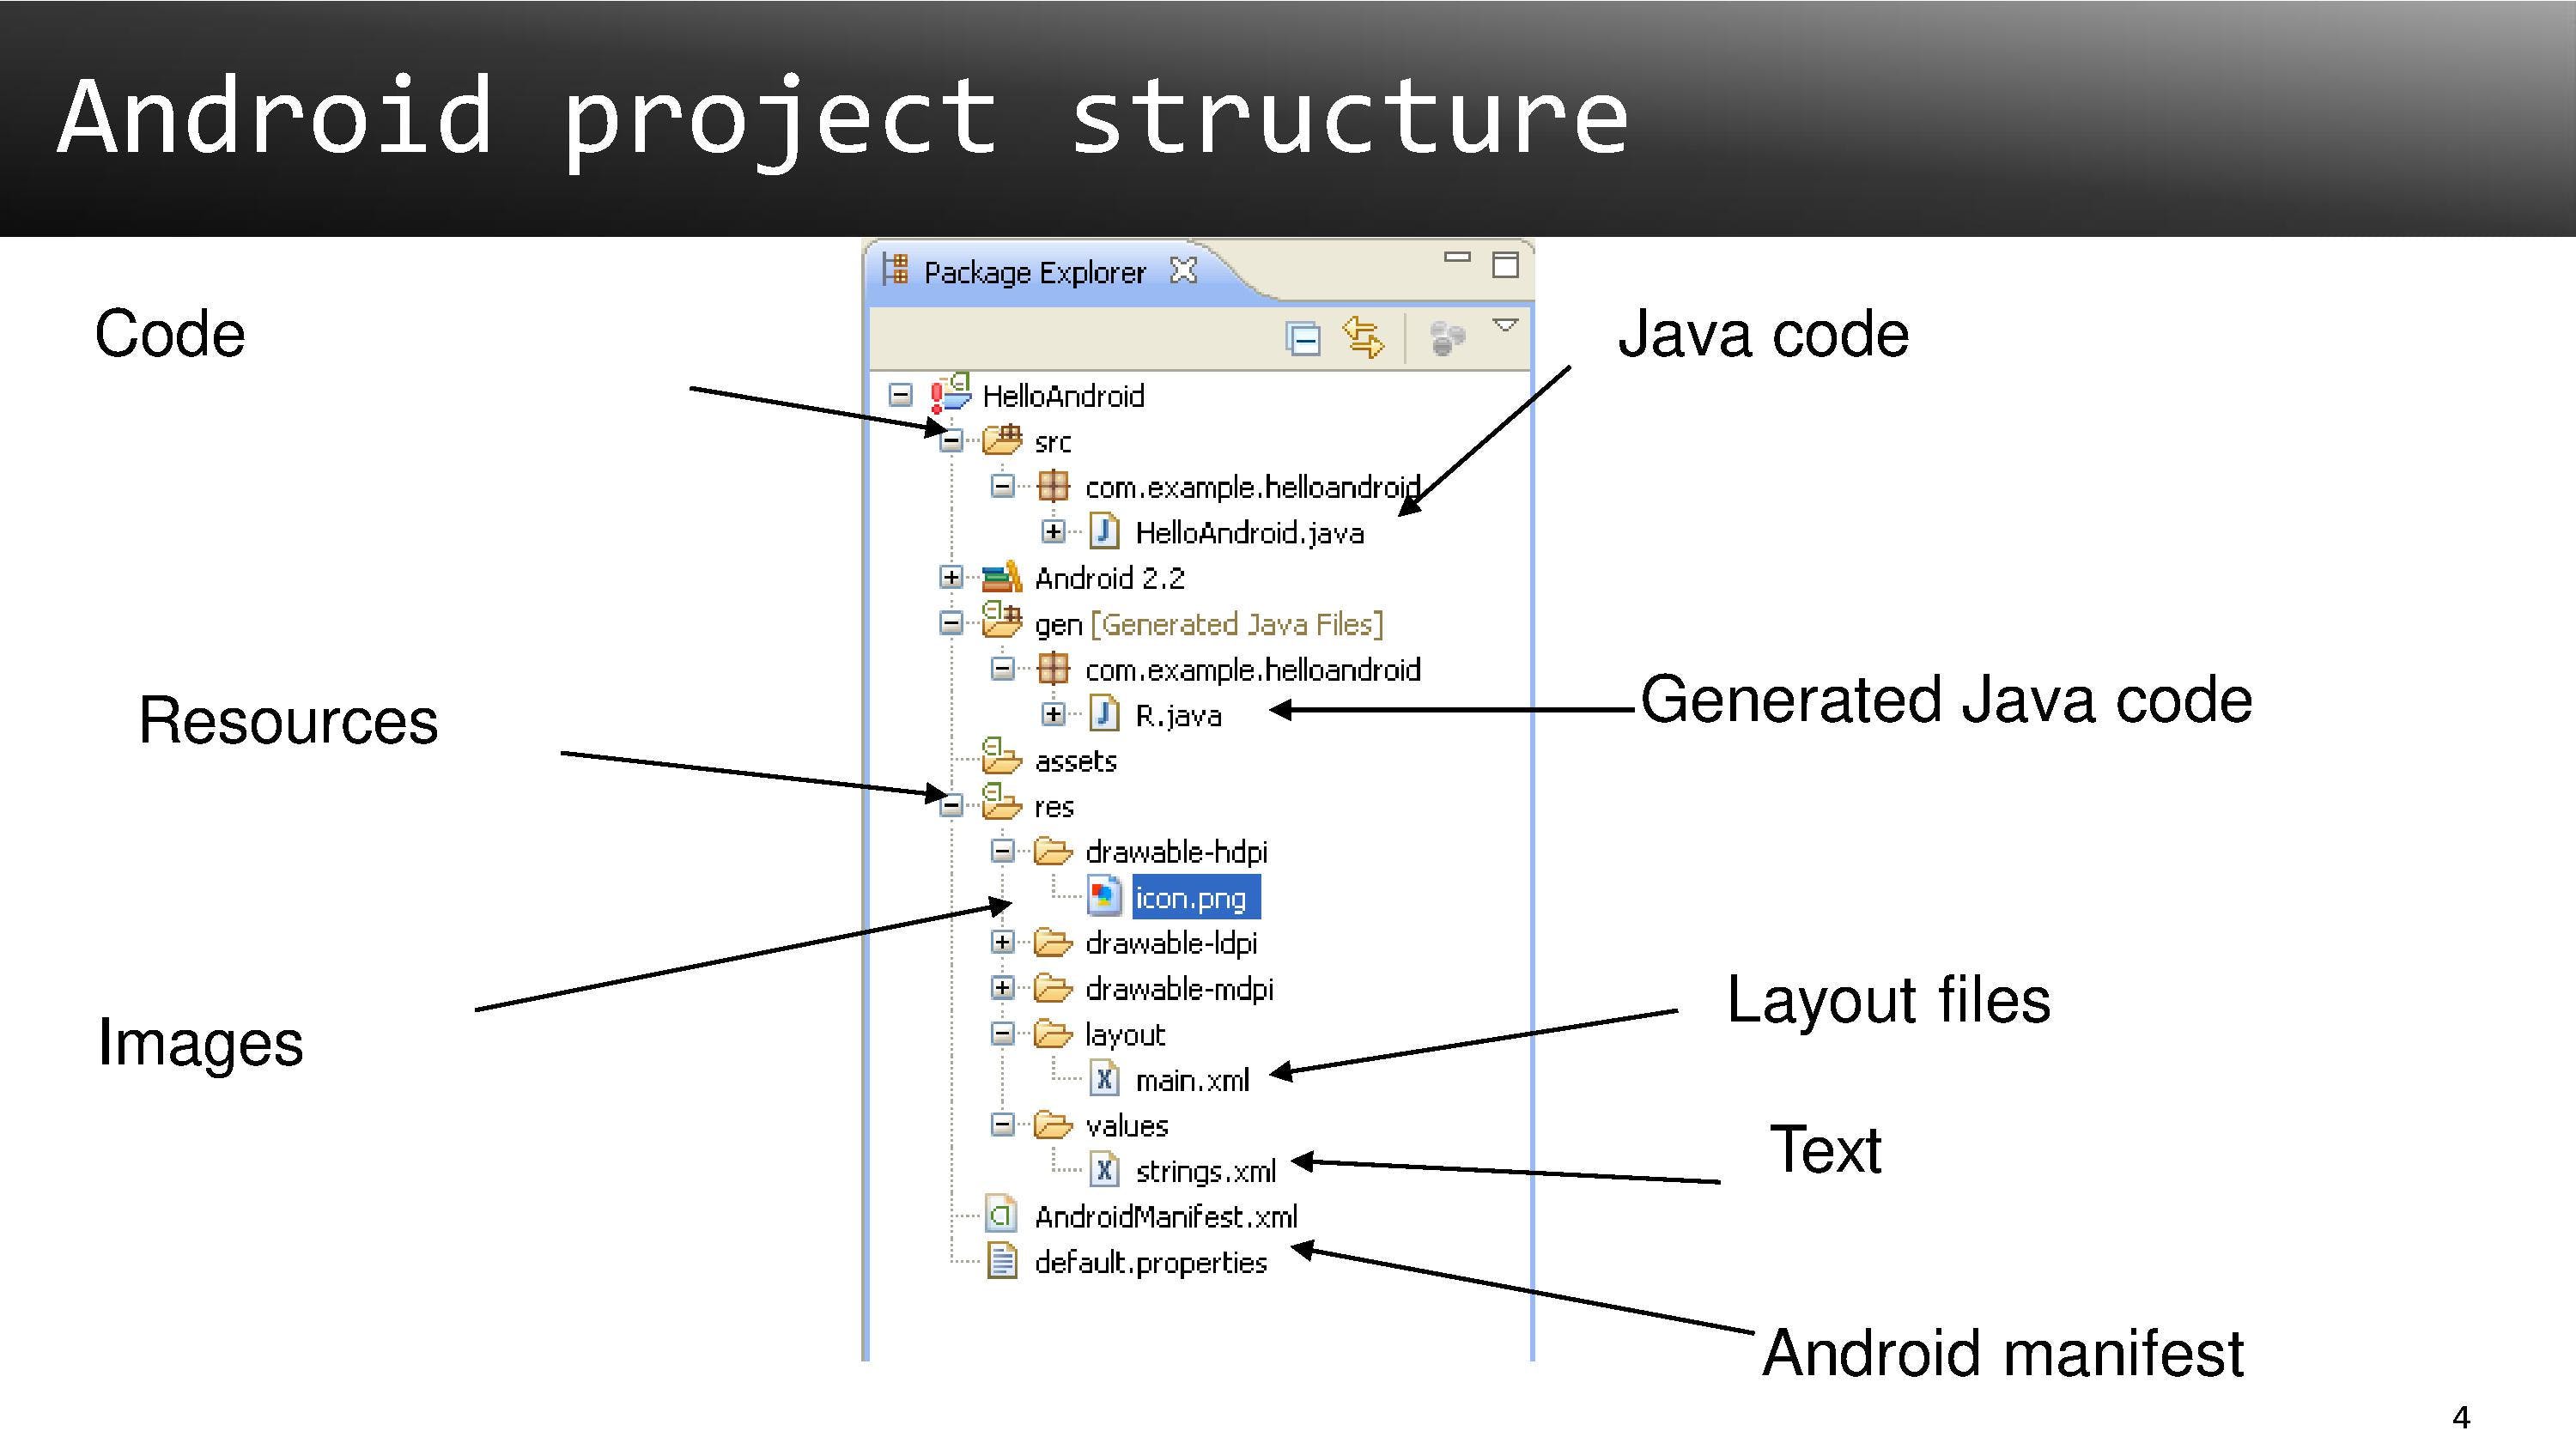 Android project structure
Package Explorer
Code
Java code
HelloAndroid
src
com.example.helloandroid
HelloAndroid.java
Android 2.2
gen [Generated Java Files]
com.example.helloandroid
Generated Java code
Resources
R.java
assets
res
drawable-hdpi
icon.png
drawable-ldpi
drawable-mdpi
Layout files
Images
layout
main.xml
values
Text
strings.xml
AndroidManifest.xml
default.properties
Android manifest
4